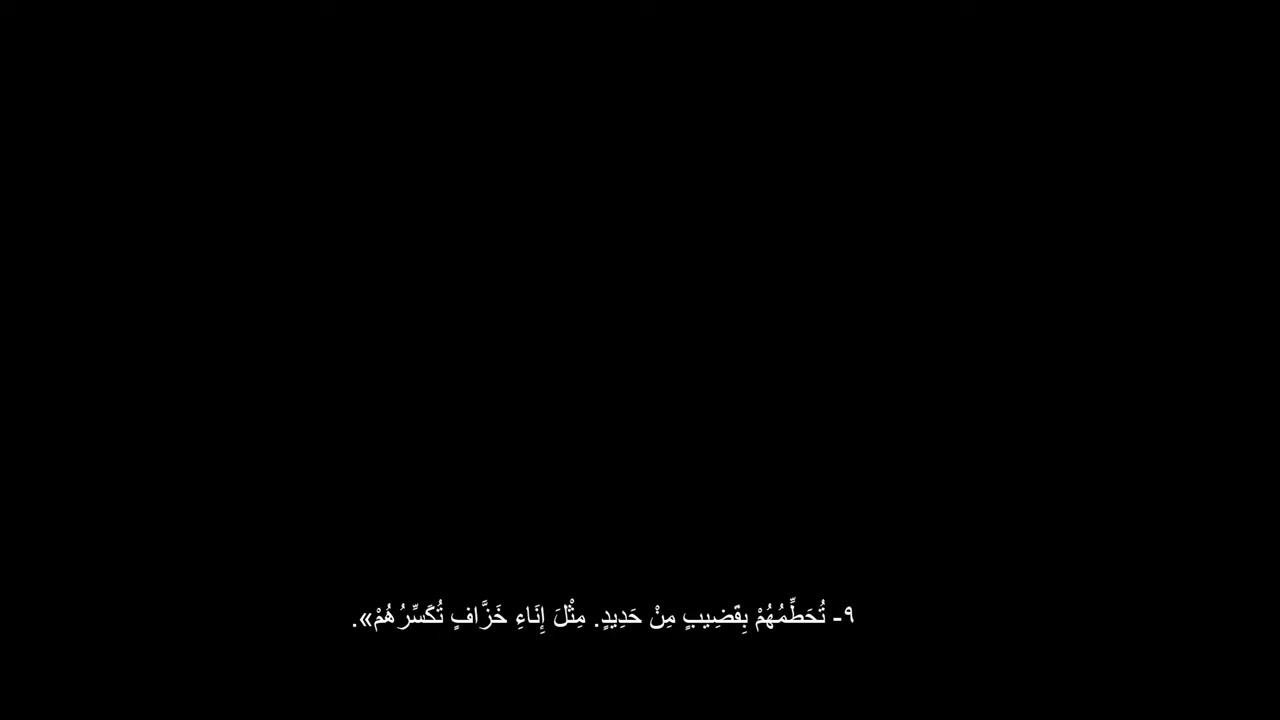 ٩- تُحَطِّمُهُمْ بِقَضِيبٍ مِنْ حَدِيدٍ. مِثْلَ إِنَاءِ خَزَّافٍ تُكَسِّرُهُمْ».